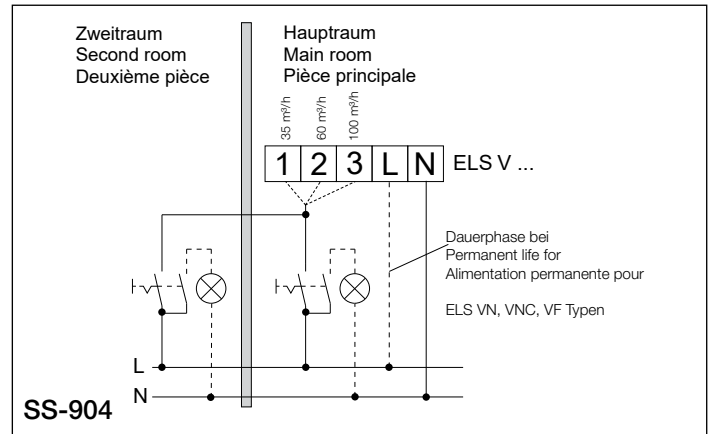 Zweitraum
Second room
Deuxième pièce
Hauptraum
Main room
Pièce principale
35 m³/h
60 m³/h
100 m³/h
1 2 3 L N ELS V ...
Dauerphase bei
Permanent life for
Alimentation permanente pour
ELS VN, VNC, VF Typen
L
N
SS-904